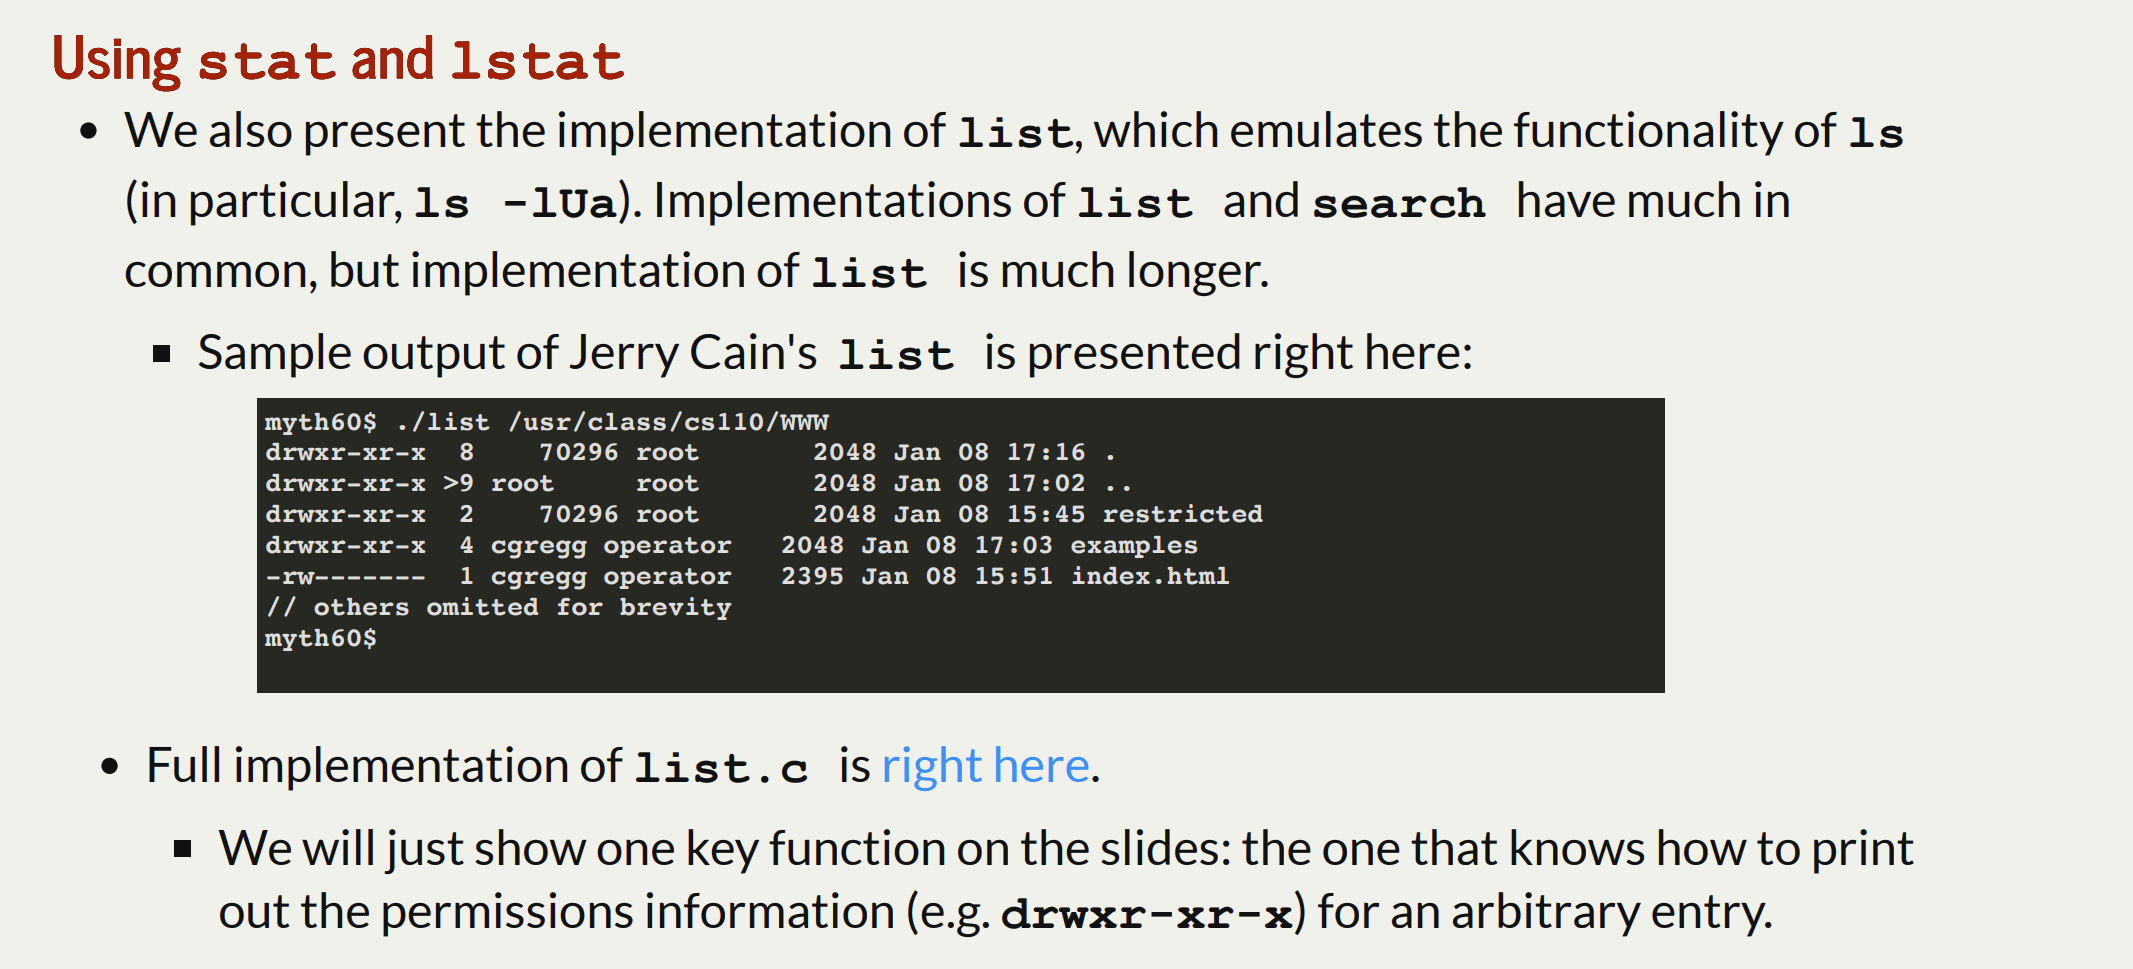 Using stat and lstat
• We also present the implementation of list, which emulates the functionality of ls
(in particular, ls -lUa). Implementations of list and search have much in
common, but implementation of list is much longer.
▪ Sample output of Jerry Cain's list is presented right here:
myth60$ ./list /usr/class/cs110/WWW
drwxr-xr-x  8    70296 root       2048 Jan 08 17:16 .
drwxr-xr-x >9 root     root       2048 Jan 08 17:02 ..
drwxr-xr-x  2    70296 root       2048 Jan 08 15:45 restricted
drwxr-xr-x  4 cgregg operator   2048 Jan 08 17:03 examples
-rw-------  1 cgregg operator   2395 Jan 08 15:51 index.html
// others omitted for brevity
myth60$
• Full implementation of list.c is right here.
▪ We will just show one key function on the slides: the one that knows how to print
out the permissions information (e.g. drwxr-xr-x) for an arbitrary entry.